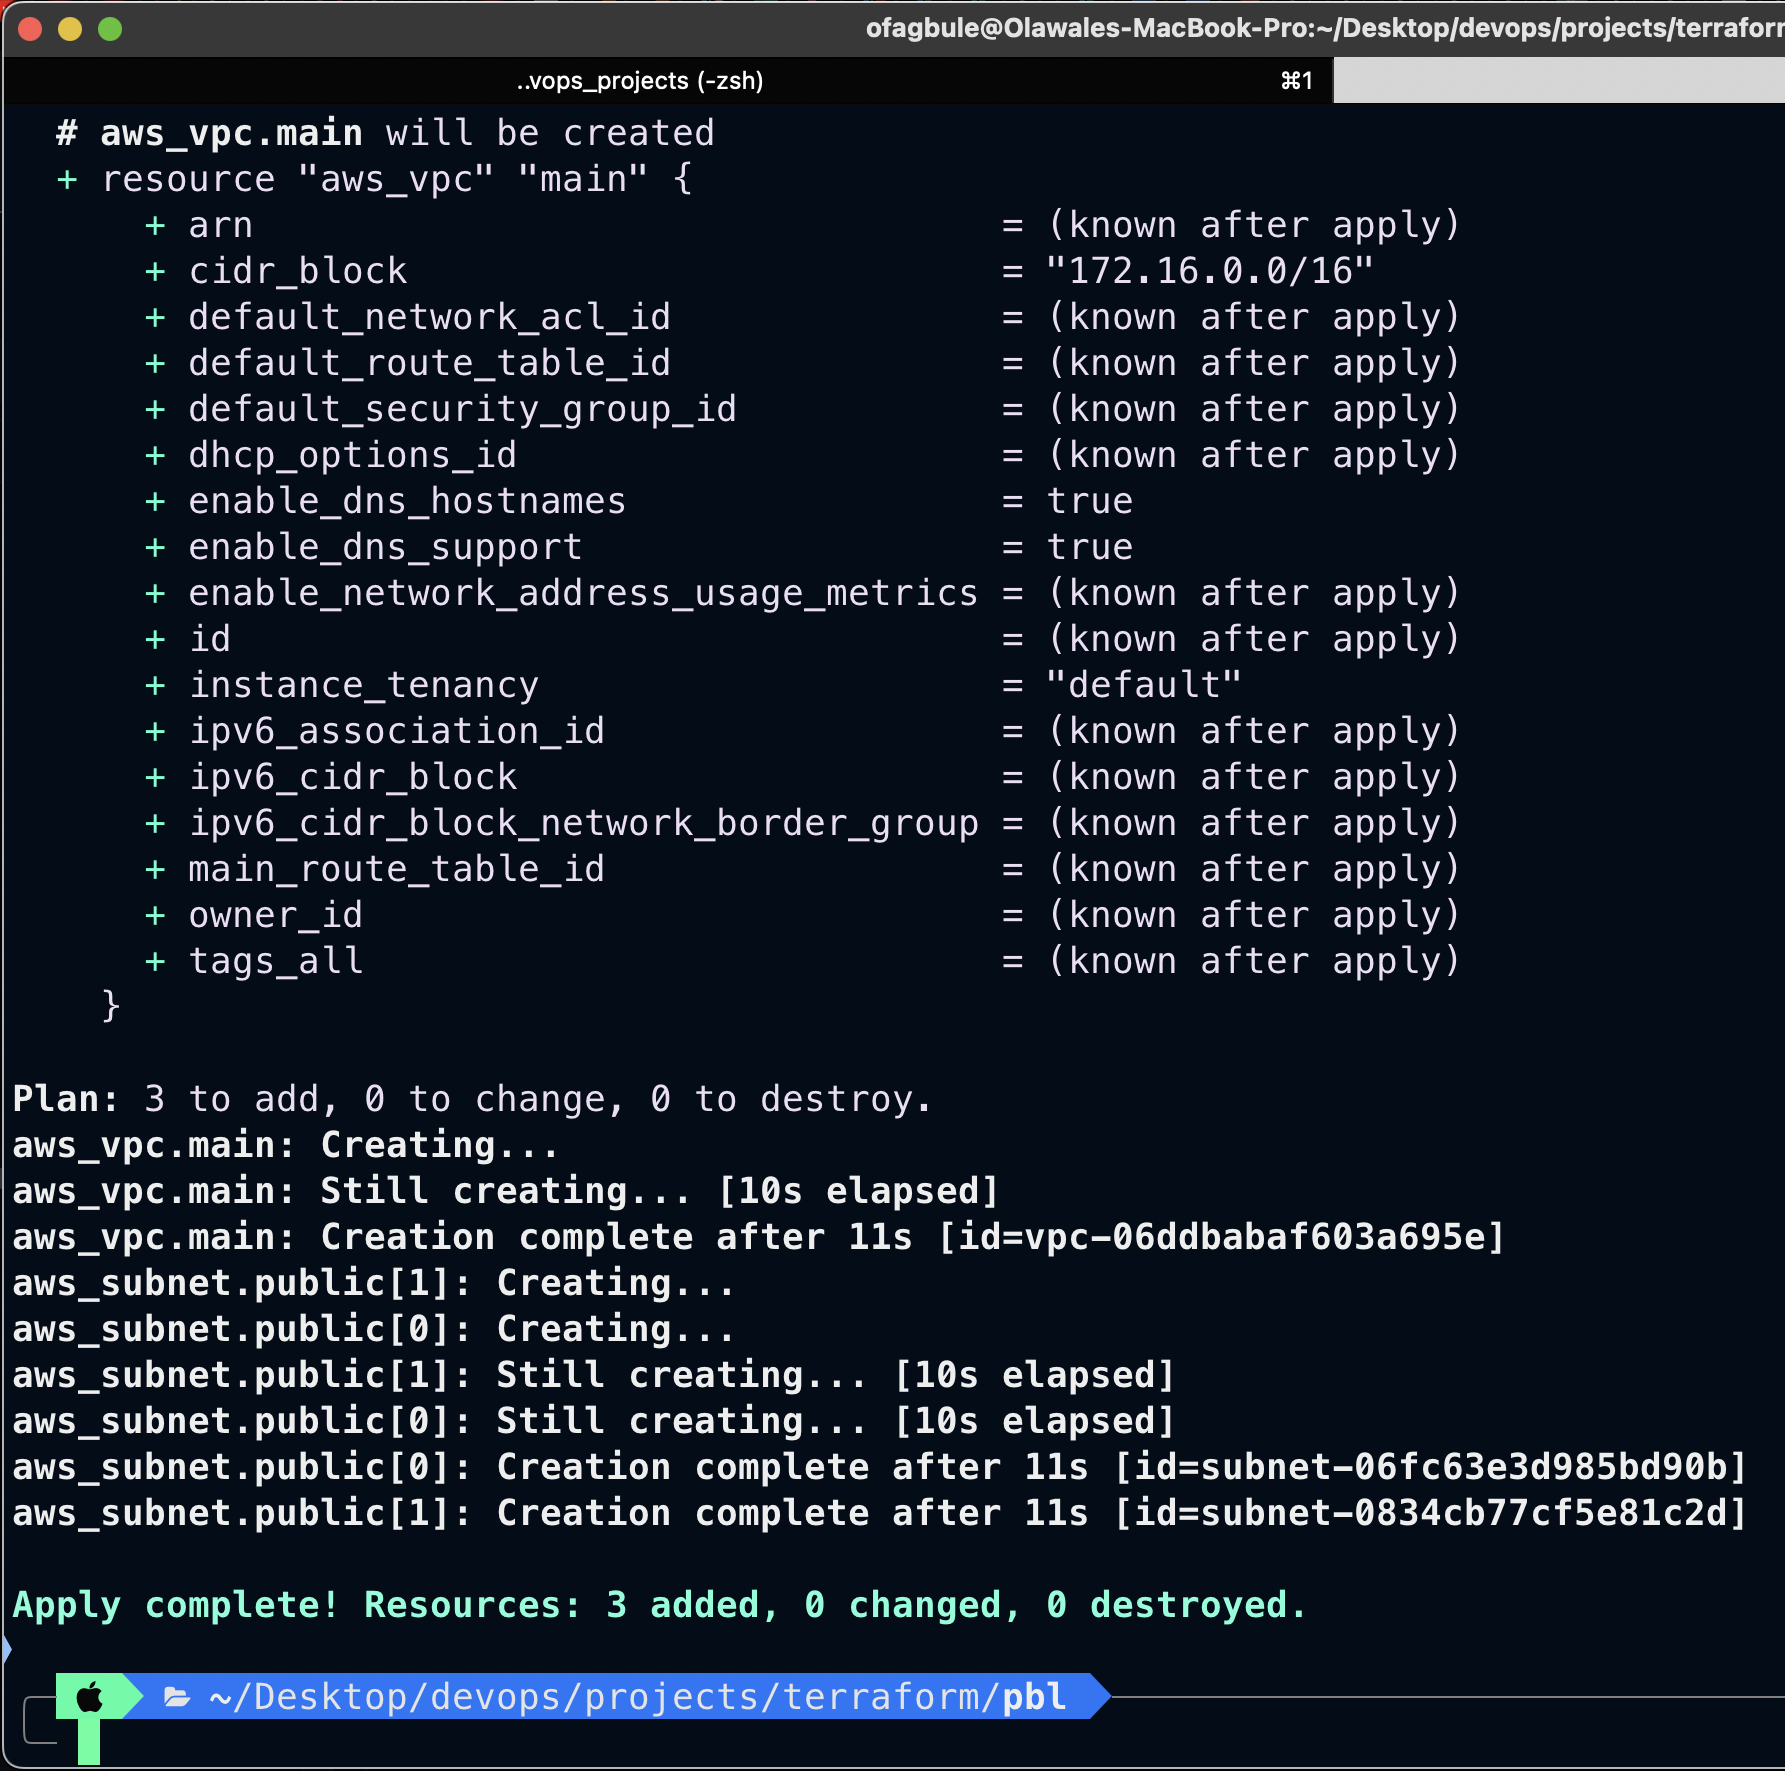 ofagbule@Olawales-MacBook-Pro:~/Desktop/devops/projects/terraform
..vops_projects (-zsh) ⌘1
# aws_vpc.main will be created
+ resource "aws_vpc" "main" {
+ arn = (known after apply)
+ cidr_block = "172.16.0.0/16"
+ default_network_acl_id = (known after apply)
+ default_route_table_id = (known after apply)
+ default_security_group_id = (known after apply)
+ dhcp_options_id = (known after apply)
+ enable_dns_hostnames = true
+ enable_dns_support = true
+ enable_network_address_usage_metrics = (known after apply)
+ id = (known after apply)
+ instance_tenancy = "default"
+ ipv6_association_id = (known after apply)
+ ipv6_cidr_block = (known after apply)
+ ipv6_cidr_block_network_border_group = (known after apply)
+ main_route_table_id = (known after apply)
+ owner_id = (known after apply)
+ tags_all = (known after apply)
}
Plan: 3 to add, 0 to change, 0 to destroy.
aws_vpc.main: Creating...
aws_vpc.main: Still creating... [10s elapsed]
aws_vpc.main: Creation complete after 11s [id=vpc-06ddbabaf603a695e]
aws_subnet.public[1]: Creating...
aws_subnet.public[0]: Creating...
aws_subnet.public[1]: Still creating... [10s elapsed]
aws_subnet.public[0]: Still creating... [10s elapsed]
aws_subnet.public[0]: Creation complete after 11s [id=subnet-06fc63e3d985bd90b]
aws_subnet.public[1]: Creation complete after 11s [id=subnet-0834cb77cf5e81c2d]
Apply complete! Resources: 3 added, 0 changed, 0 destroyed.
~/Desktop/devops/projects/terraform/pbl